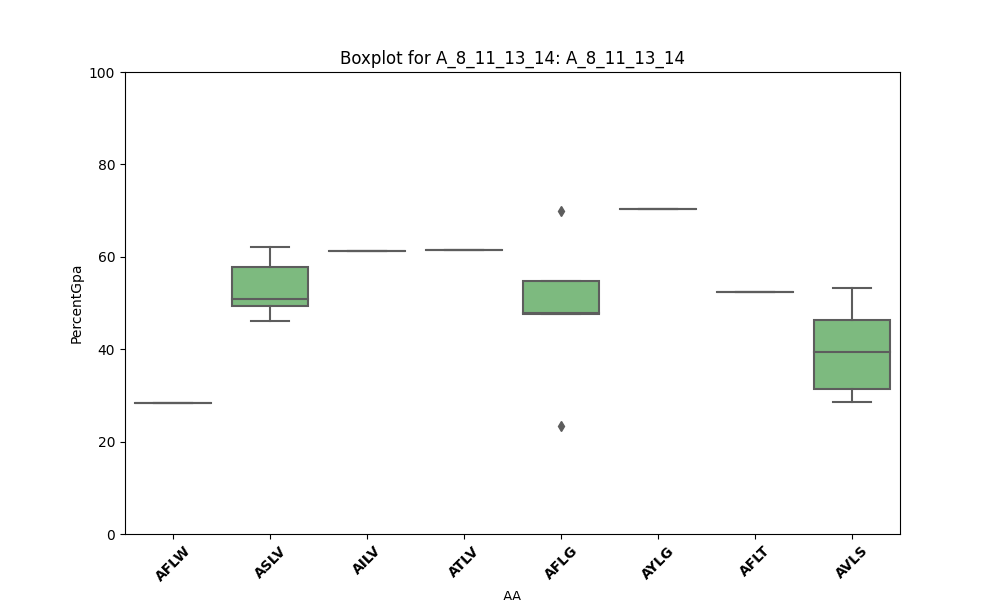 Boxplot for A_8_11_13_14: A_8_11_13_14
100
80
60
40
20
0
PercentGpa
AFLW ASLV AILV ATLV AFLG AYLG AFLT AVLS
AA